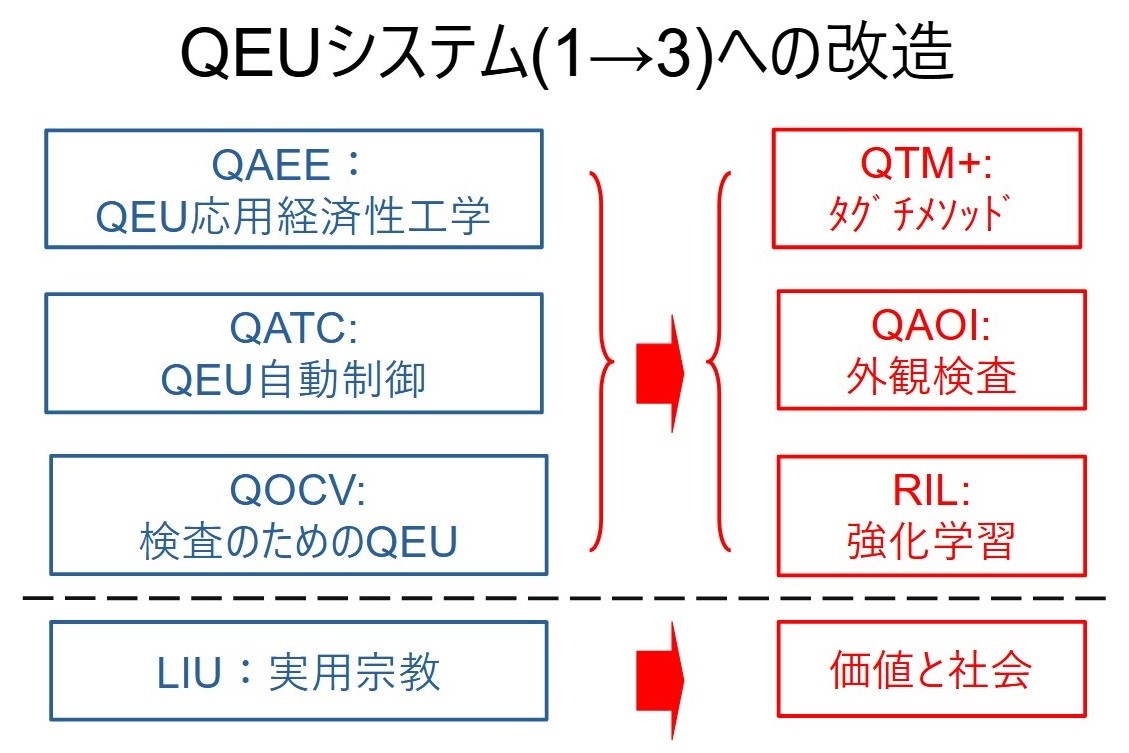 QEUシステム(1→3)への改造
QAEE：
QEU応用経済性工学
QATC:
QEU自動制御
QOCV:
検査のためのQEU
LIU：実用宗教
QTM+:
ﾀｸﾞﾁﾒｿｯﾄﾞ
QAOI:
外観検査
RIL:
強化学習
価値と社会